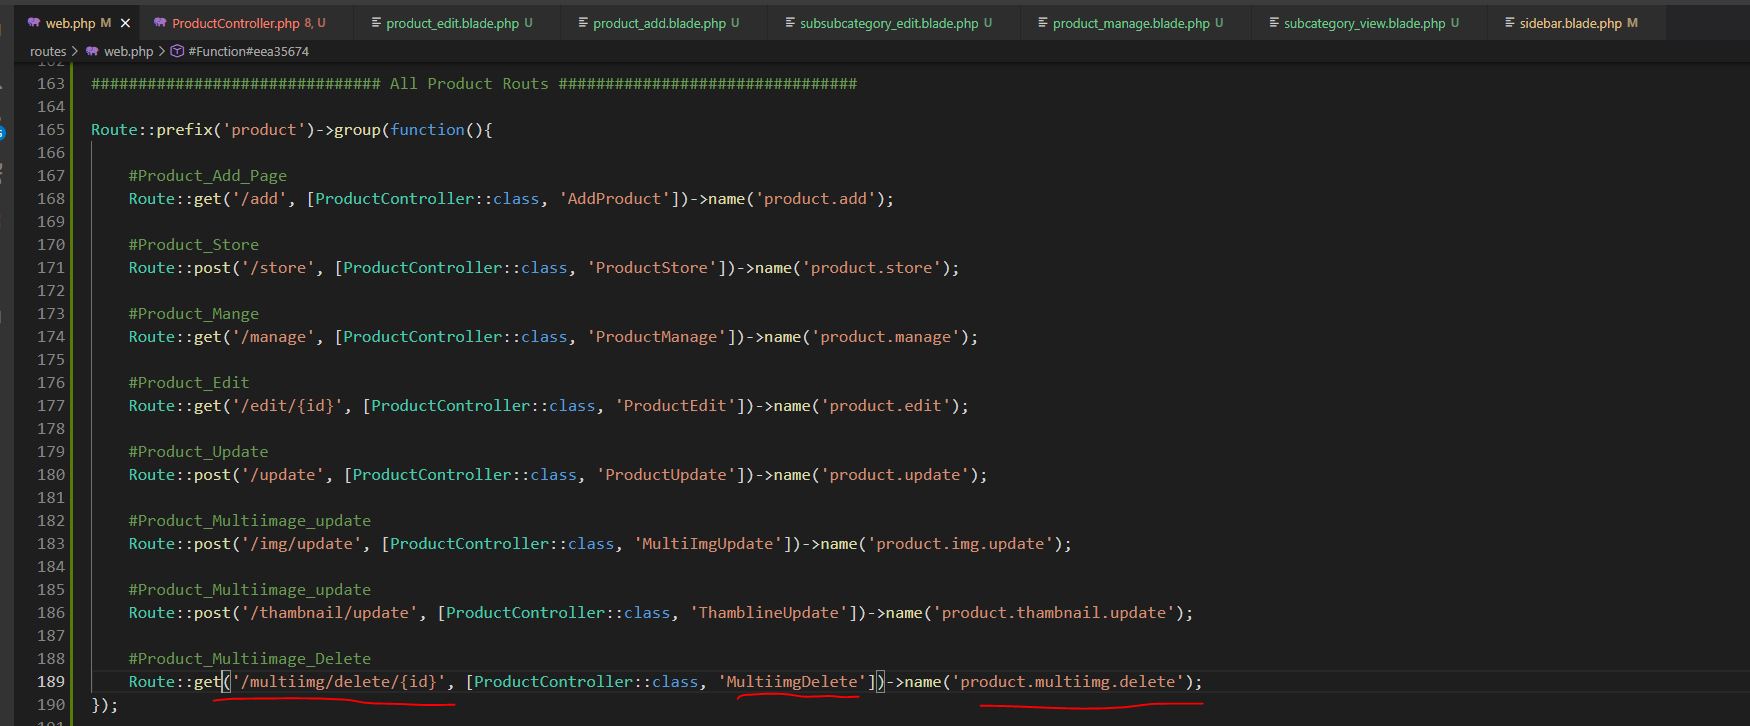 web.php M × ProductController.php 8, U product_edit.blade.php U product_add.blade.php U subsubcategory_edit.blade.php U product_manage.blade.php U subcategory_view.blade.php U sidebar.blade.php M
routes > web.php > #Function#eea35674
162
163 ############################### All Product Routs ################################
164
165 Route::prefix('product')->group(function(){
166
167 #Product_Add_Page
168 Route::get('/add', [ProductController::class, 'AddProduct'])->name('product.add');
169
170 #Product_Store
171 Route::post('/store', [ProductController::class, 'ProductStore'])->name('product.store');
172
173 #Product_Mange
174 Route::get('/manage', [ProductController::class, 'ProductManage'])->name('product.manage');
175
176 #Product_Edit
177 Route::get('/edit/{id}', [ProductController::class, 'ProductEdit'])->name('product.edit');
178
179 #Product_Update
180 Route::post('/update', [ProductController::class, 'ProductUpdate'])->name('product.update');
181
182 #Product_Multiimage_update
183 Route::post('/img/update', [ProductController::class, 'MultiImgUpdate'])->name('product.img.update');
184
185 #Product_Multiimage_update
186 Route::post('/thambnail/update', [ProductController::class, 'ThamblineUpdate'])->name('product.thambnail.update');
187
188 #Product_Multiimage_Delete
189 Route::get('/multiimg/delete/{id}', [ProductController::class, 'MultiimgDelete'])->name('product.multiimg.delete');
190 });